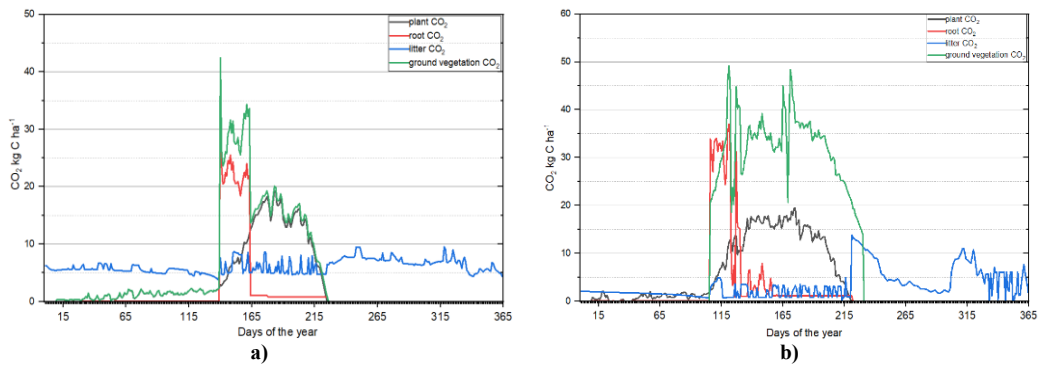 50
40
30
20
10
0
CO₂ kg C ha⁻¹
plant CO₂
root CO₂
litter CO₂
ground vegetation CO₂
15 65 115 165 215 265 315 365
Days of the year
a)
60
50
40
30
20
10
0
CO₂ kg C ha⁻¹
plant CO₂
root CO₂
litter CO₂
ground vegetation CO₂
15 65 115 165 215 265 315 365
Days of the year
b)